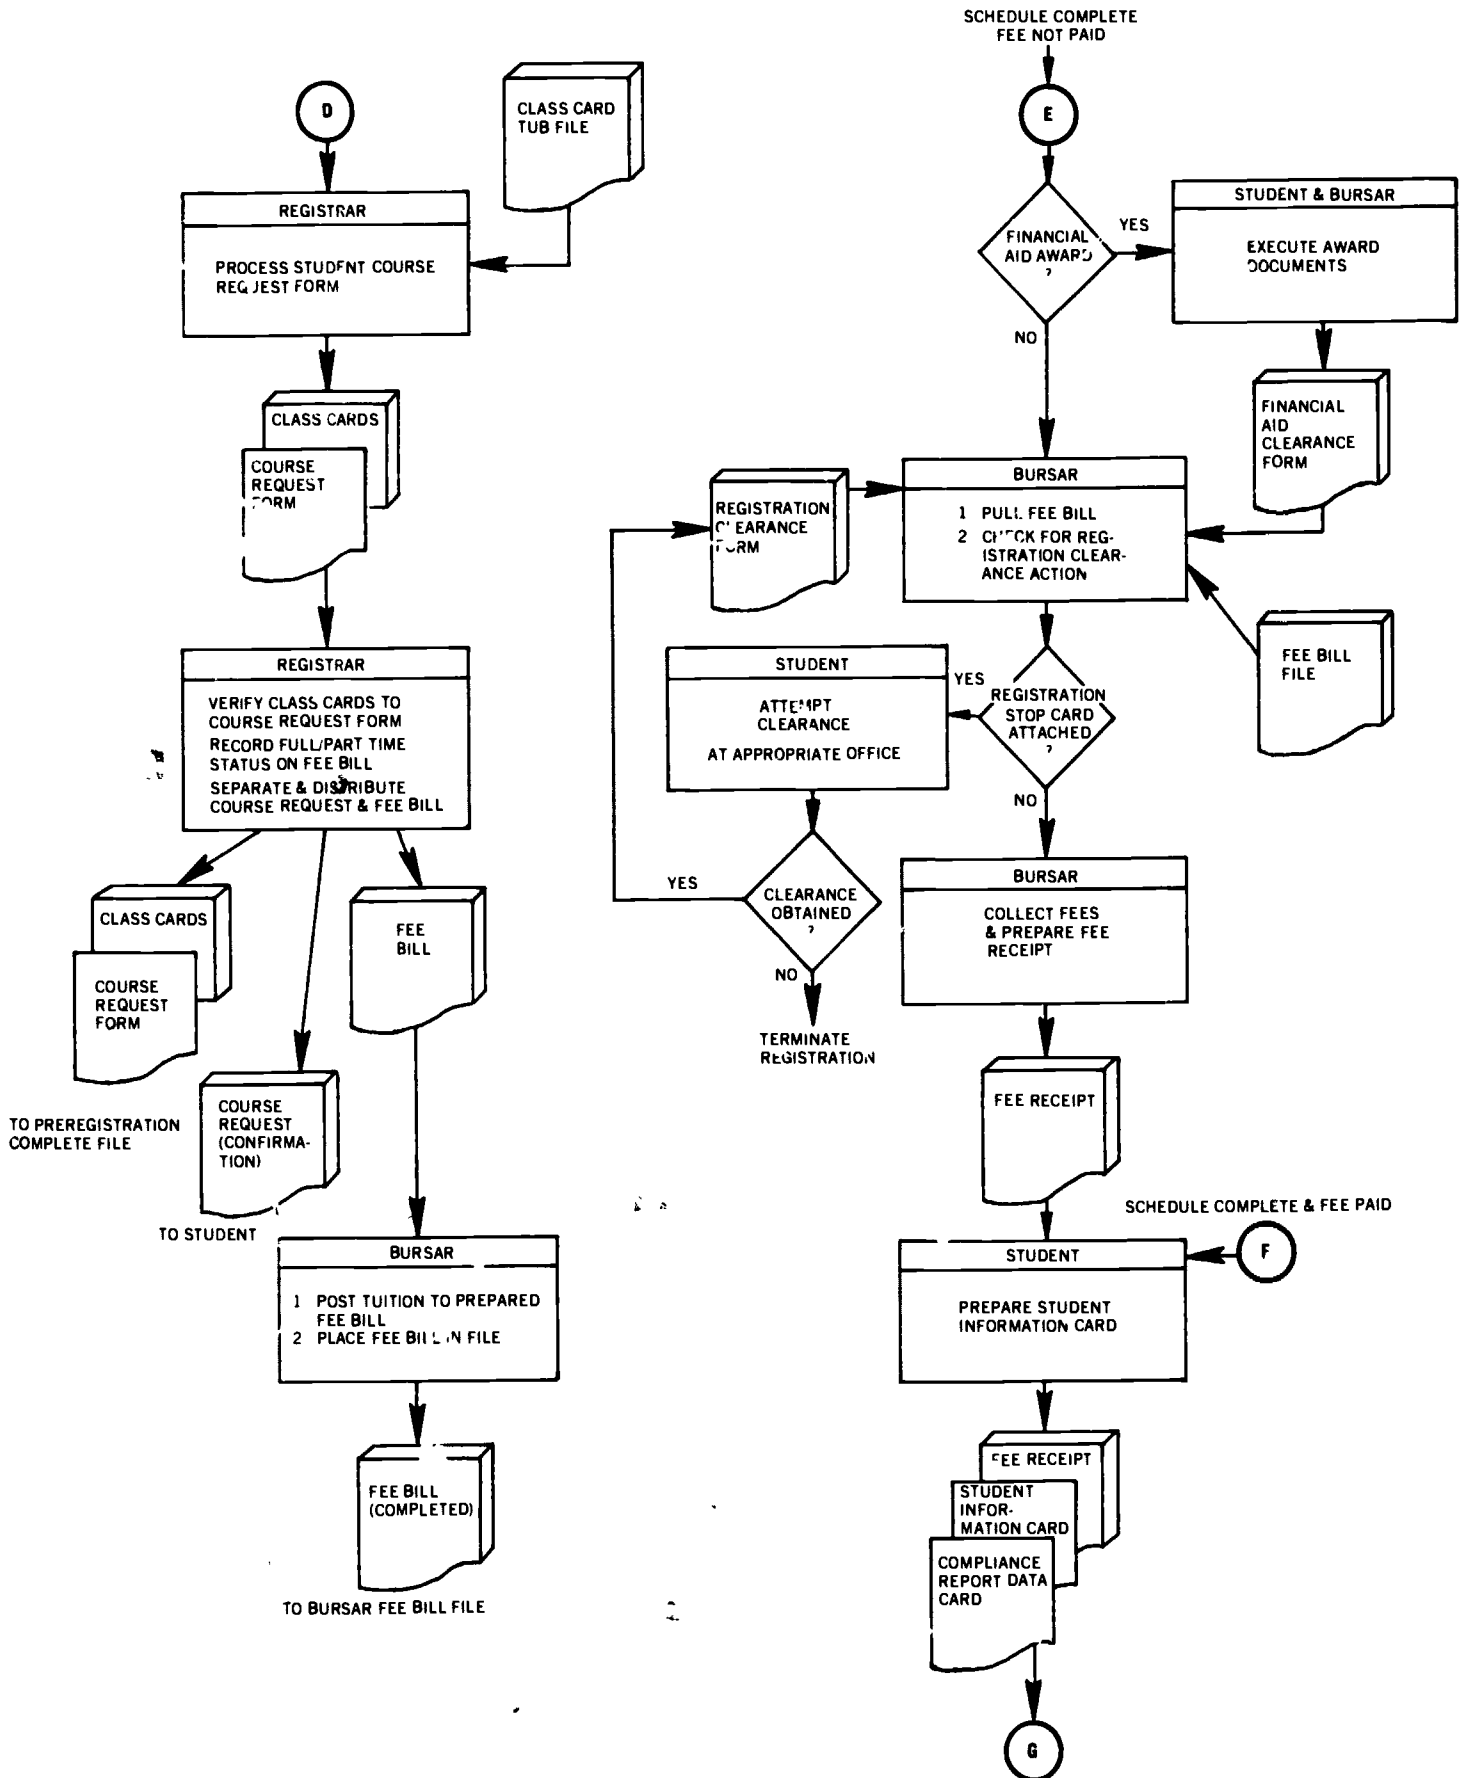 D
CLASS CARD
TUB FILE
REGISTRAR
PROCESS STUDENT COURSE
REQUEST FORM
CLASS CARDS
COURSE
REQUEST
FORM
REGISTRAR
VERIFY CLASS CARDS TO
COURSE REQUEST FORM
RECORD FULL/PART TIME
STATUS ON FEE BILL
SEPARATE & DISTRIBUTE
COURSE REQUEST & FEE BILL
CLASS CARDS
COURSE
REQUEST
FORM
TO PREREGISTRATION
COMPLETE FILE
COURSE
REQUEST
(CONFIRMA-
TION)
TO STUDENT
FEE
BILL
BURSAR
1 POST TUITION TO PREPARED
FEE BILL
2 PLACE FEE BILL IN FILE
FEE BILL
(COMPLETED)
TO BURSAR FEE BILL FILE
SCHEDULE COMPLETE
FEE NOT PAID
E
FINANCIAL
AID AWARD
?
YES
NO
STUDENT & BURSAR
EXECUTE AWARD
DOCUMENTS
FINANCIAL
AID
CLEARANCE
FORM
REGISTRATION
CLEARANCE
FORM
BURSAR
1 PULL FEE BILL
2 CHECK FOR REG-
ISTRATION CLEAR-
ANCE ACTION
FEE BILL
FILE
REGISTRATION
STOP CARD
ATTACHED
?
YES
NO
STUDENT
ATTEMPT
CLEARANCE
AT APPROPRIATE OFFICE
CLEARANCE
OBTAINED
?
YES
NO
TERMINATE
REGISTRATION
BURSAR
COLLECT FEES
& PREPARE FEE
RECEIPT
FEE RECEIPT
SCHEDULE COMPLETE & FEE PAID
F
STUDENT
PREPARE STUDENT
INFORMATION CARD
FEE RECEIPT
STUDENT
INFOR-
MATION CARD
COMPLIANCE
REPORT DATA
CARD
G